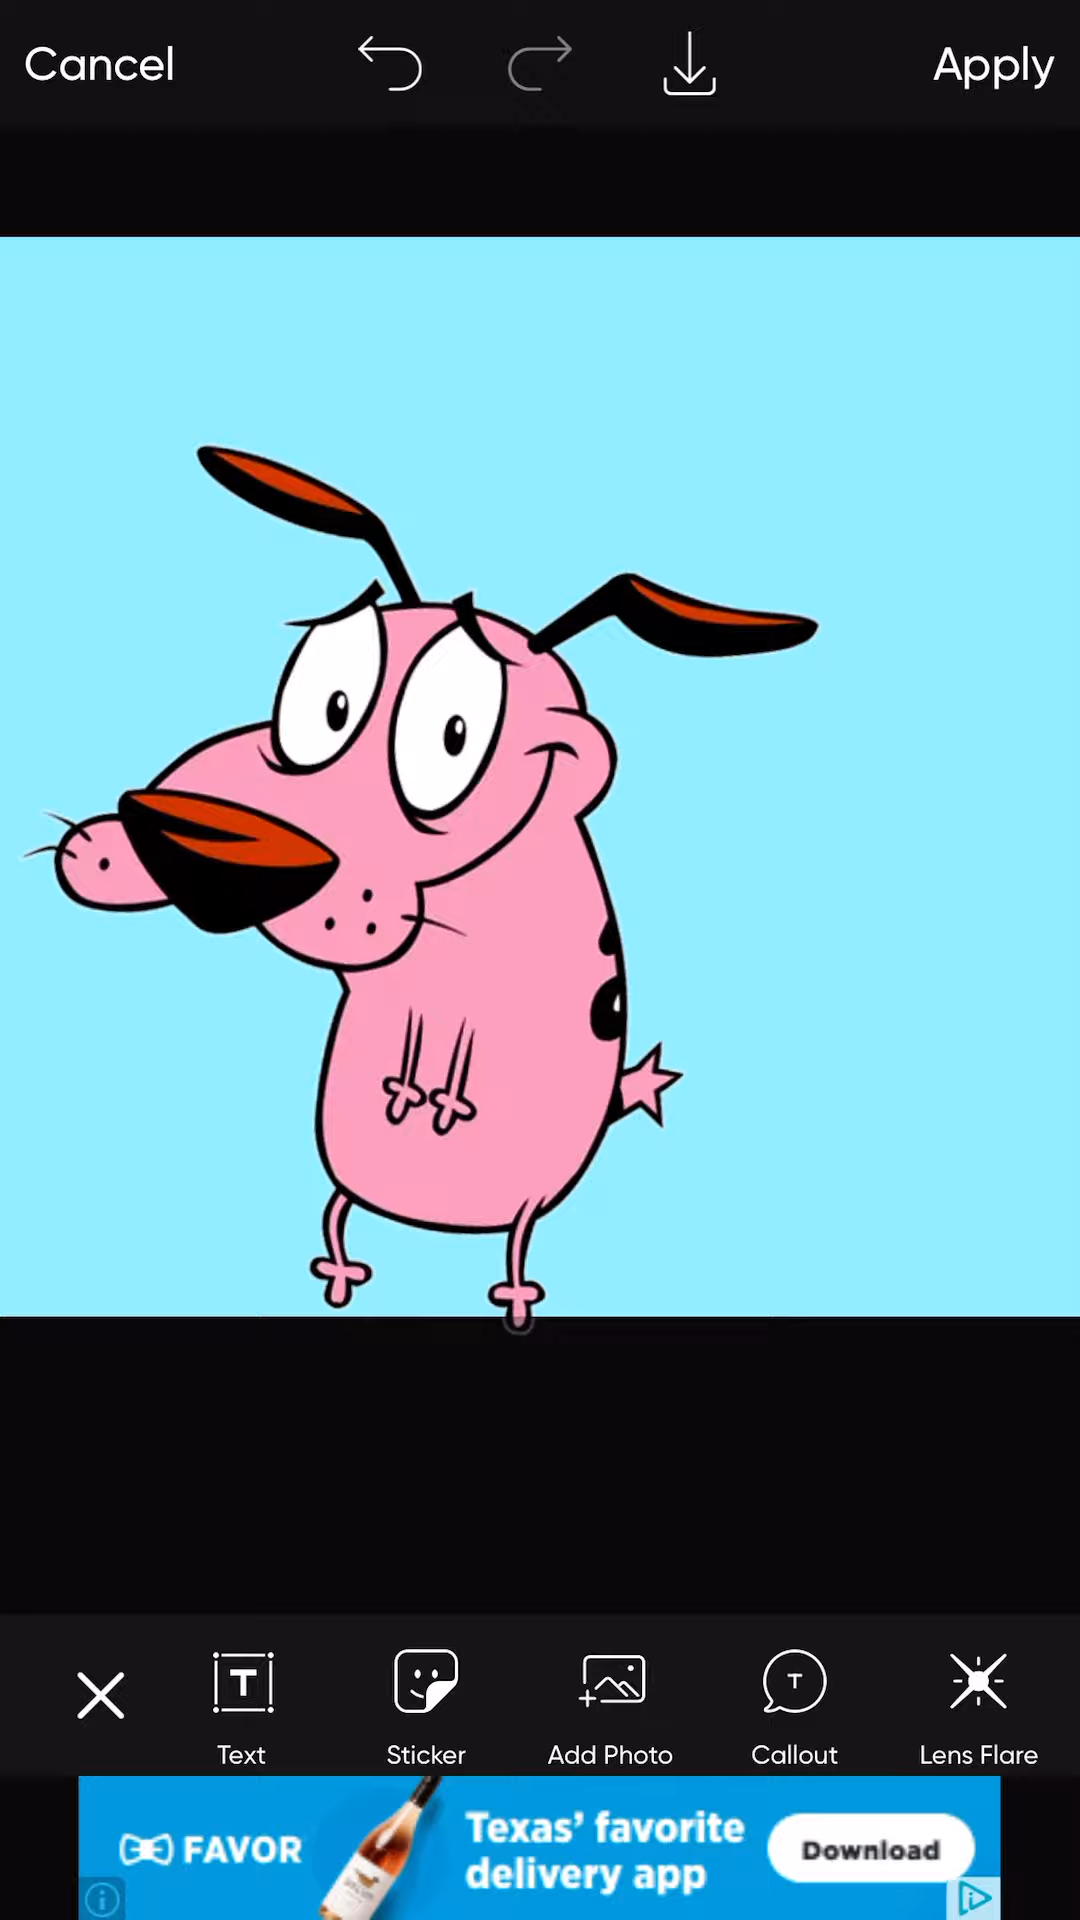 Cancel
Apply
T
T
Text
Sticker
Add Photo
Callout
Lens Flare
FAVOR
Texas’ favorite
delivery app
Download